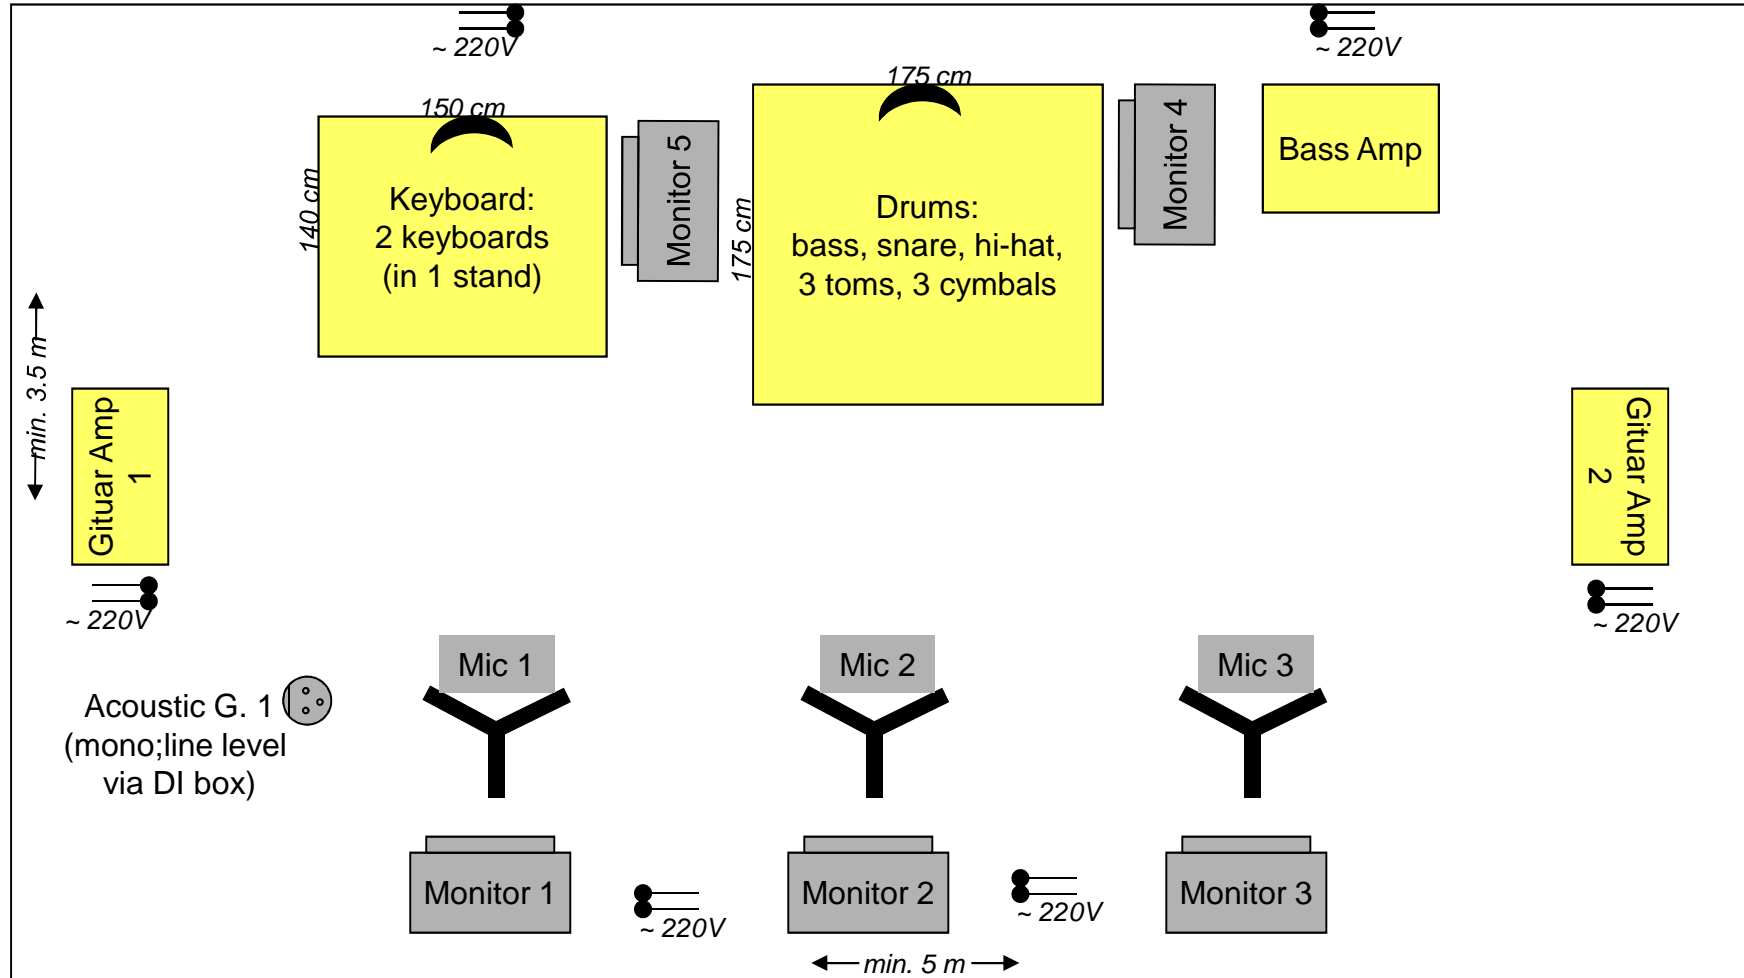 ~ 220V
~ 220V
175 cm
150 cm
Monitor 4
Bass Amp
Monitor 5
140 cm
Keyboard:
2 keyboards
(in 1 stand)
175 cm
Drums:
bass, snare, hi-hat,
3 toms, 3 cymbals
min. 3.5 m
Gituar Amp
1
Gituar Amp
2
~ 220V
~ 220V
Mic 1
Mic 2
Mic 3
Acoustic G. 1
(mono;line level
via DI box)
Monitor 1
Monitor 2
Monitor 3
~ 220V
~ 220V
min. 5 m